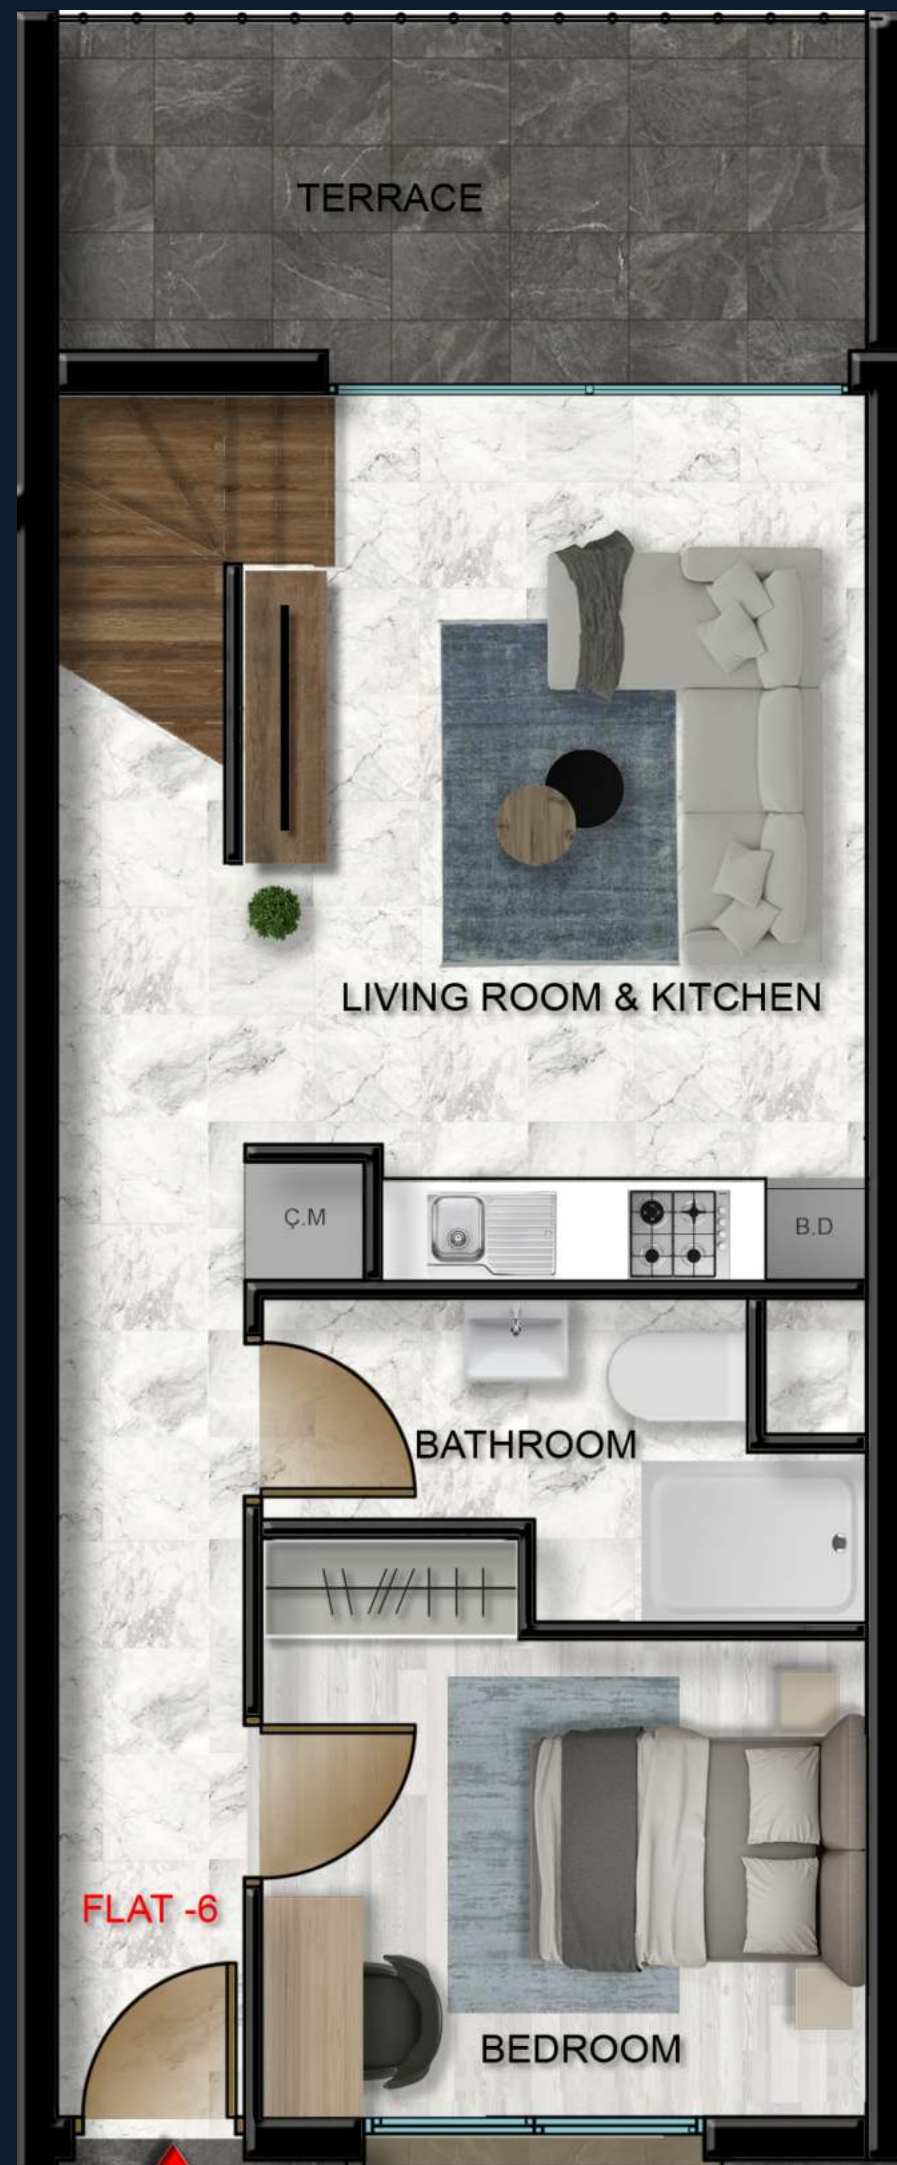 TERRACE
LIVING ROOM & KITCHEN
Ç.M
B.D
BATHROOM
FLAT -6
BEDROOM